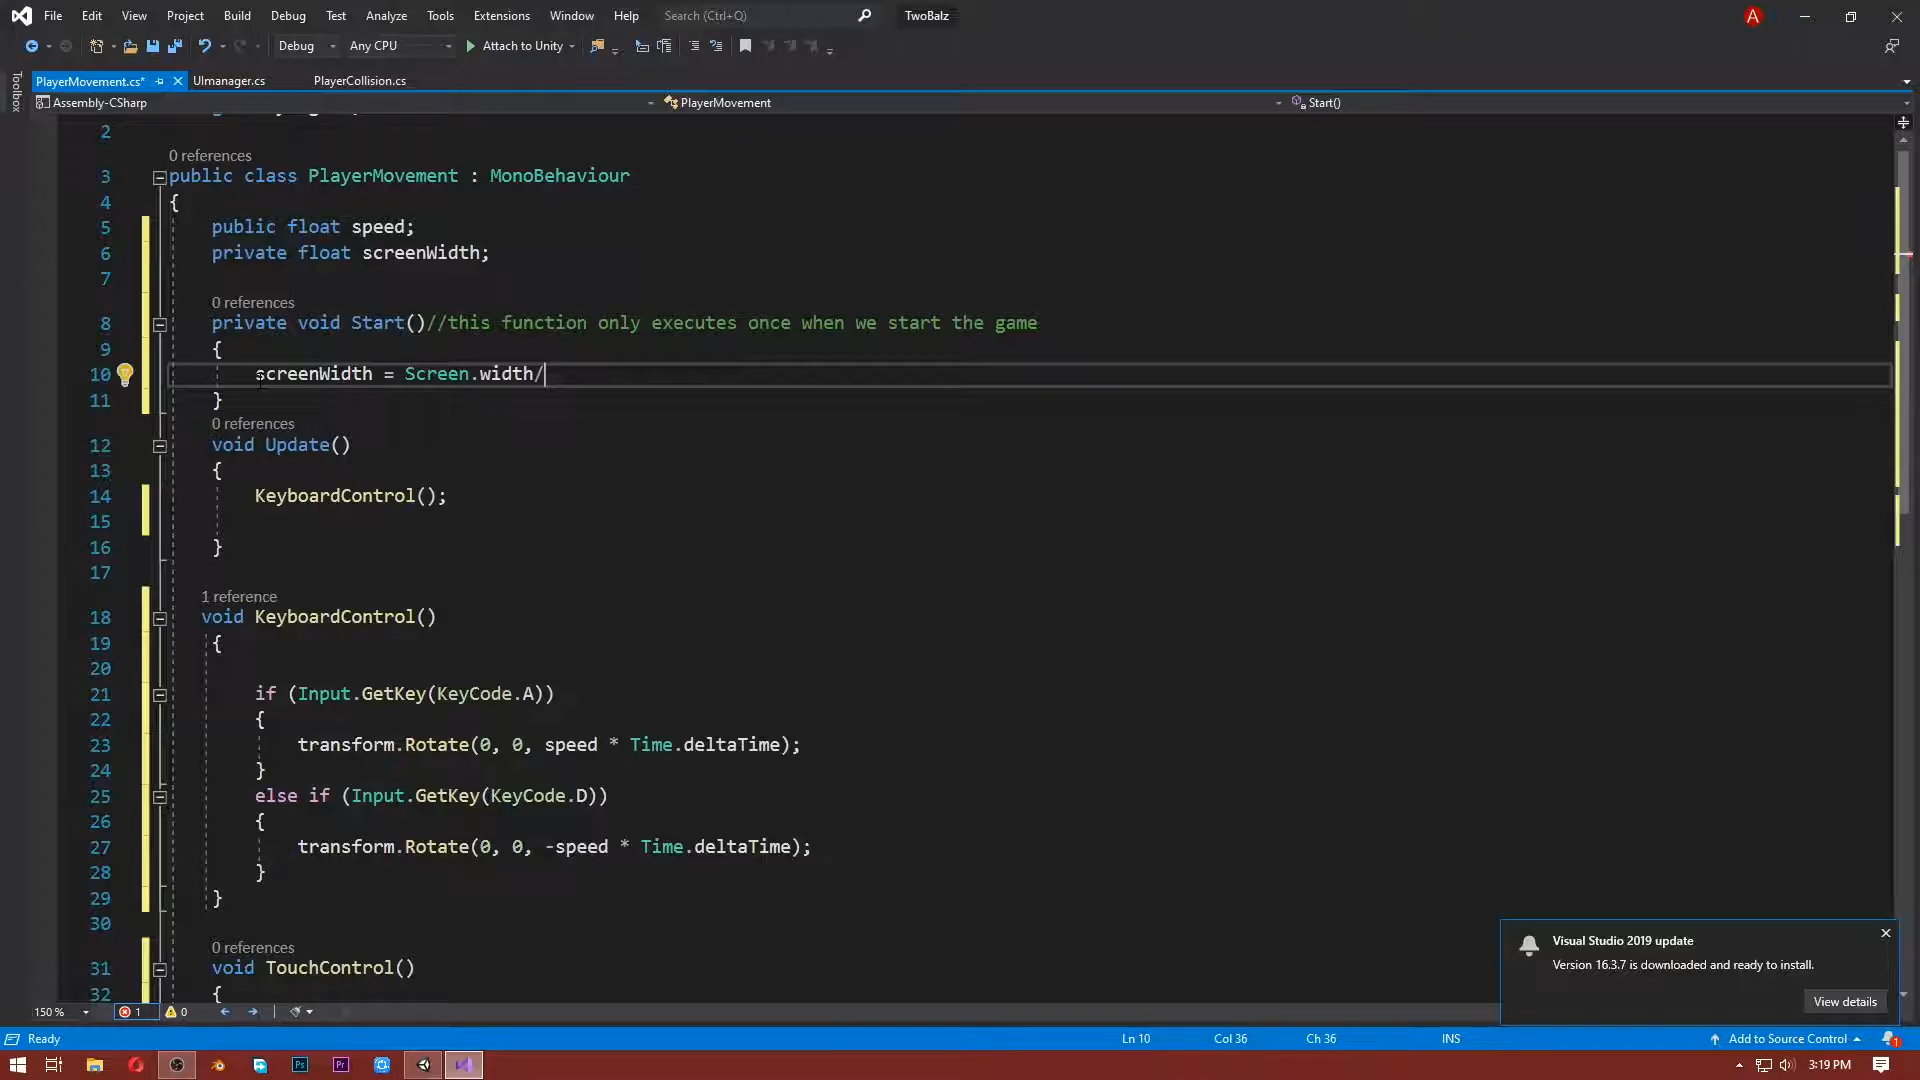 File Edit View Project Build Debug Test Analyze Tools Extensions Window Help Search (Ctrl+Q) TwoBalz A
Debug Any CPU Attach to Unity
Toolbox
PlayerMovement.cs* UImanager.cs PlayerCollision.cs
Assembly-CSharp PlayerMovement Start()
2
0 references
3 public class PlayerMovement : MonoBehaviour
4 {
5 public float speed;
6 private float screenWidth;
7
0 references
8 private void Start()//this function only executes once when we start the game
9 {
10 screenWidth = Screen.width/
11 }
0 references
12 void Update()
13 {
14 KeyboardControl();
15
16 }
17
1 reference
18 void KeyboardControl()
19 {
20
21 if (Input.GetKey(KeyCode.A))
22 {
23 transform.Rotate(0, 0, speed * Time.deltaTime);
24 }
25 else if (Input.GetKey(KeyCode.D))
26 {
27 transform.Rotate(0, 0, -speed * Time.deltaTime);
28 }
29 }
30
0 references
31 void TouchControl()
32 {
Visual Studio 2019 update
Version 16.3.7 is downloaded and ready to install.
View details
150 % 1 0
Ready Ln 10 Col 36 Ch 36 INS Add to Source Control 1
Ps Pr 3:19 PM